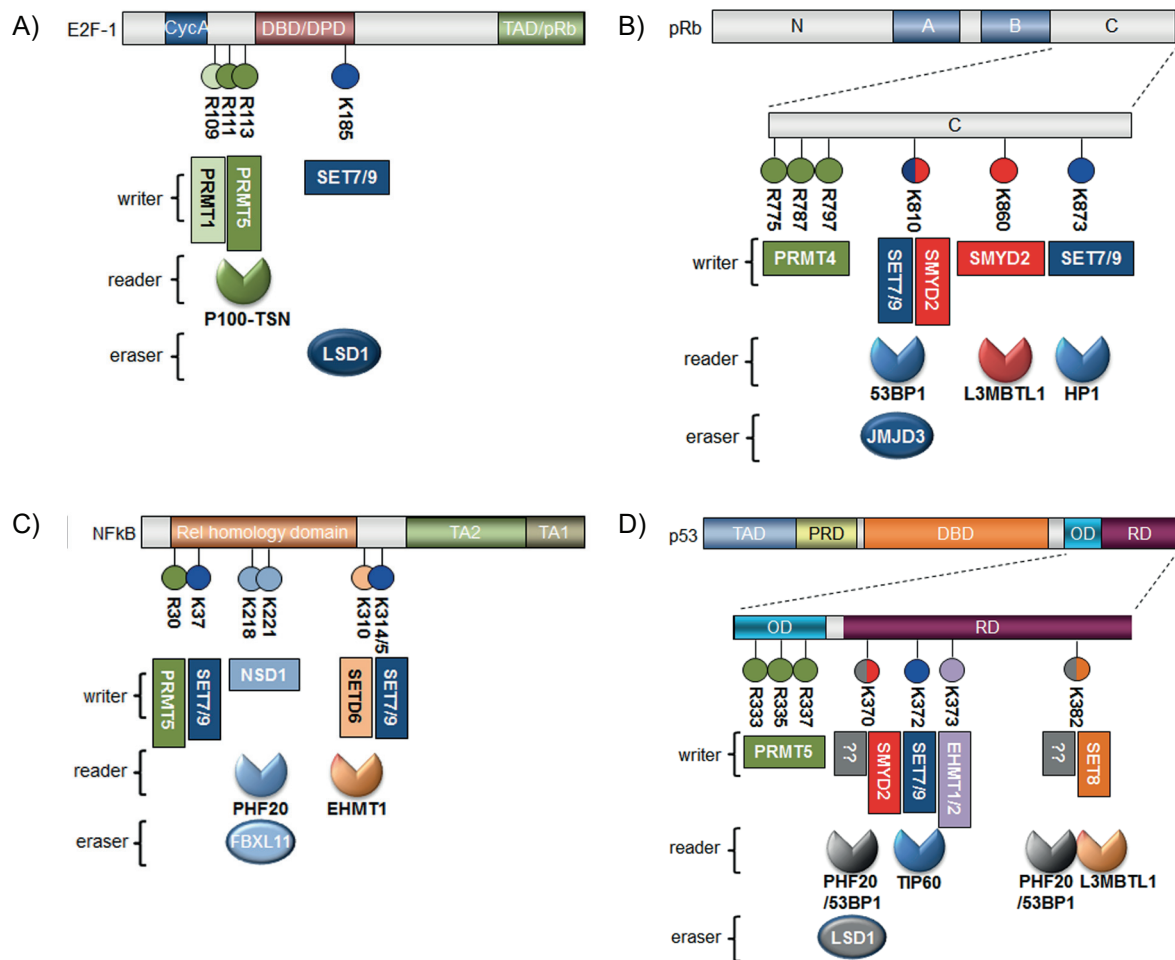 A)
E2F-1
CycA
DBD/DPD
TAD/pRb
R109
R111
R113
K185
writer
PRMT1
PRMT5
SET7/9
reader
P100-TSN
eraser
LSD1
B)
pRb
N
A
B
C
C
R775
R787
R797
K810
K860
K873
writer
PRMT4
SET7/9
SMYD2
SMYD2
SET7/9
reader
53BP1
L3MBTL1
HP1
eraser
JMJD3
C)
NFkB
Rel homology domain
TA2
TA1
R30
K37
K218
K221
K310
K314/5
writer
PRMT5
SET7/9
NSD1
SETD6
SET7/9
reader
PHF20
EHMT1
eraser
FBXL11
D)
p53
TAD
PRD
DBD
OD
RD
OD
RD
R333
R335
R337
K370
K372
K373
K382
writer
PRMT5
??
SMYD2
SET7/9
EHMT1/2
??
SET8
reader
PHF20
/53BP1
TIP60
PHF20
/53BP1
L3MBTL1
eraser
LSD1